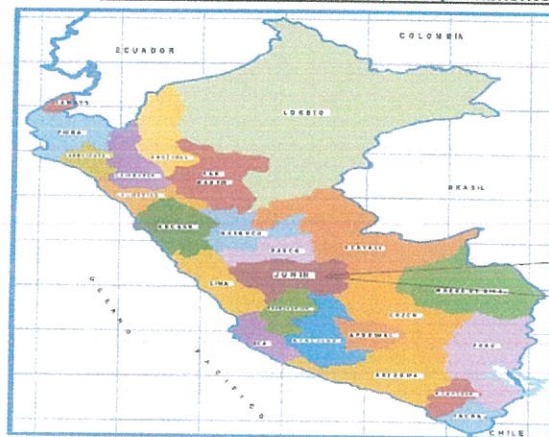 COLOMBIA
ECUADOR
TUMBES
LORETO
PIURA
AMAZONAS
LAMBAYEQUE
CAJAMARCA
SAN
MARTIN
BRASIL
LA LIBERTAD
ANCASH
HUANUCO
UCAYALI
PASCO
JUNIN
LIMA
MADRE DE DIOS
HUANCAVELICA
CUZCO
AYACUCHO
APURIMAC
ICA
PUNO
AREQUIPA
MOQUEGUA
TACNA
OCEANO
PACIFICO
CHILE